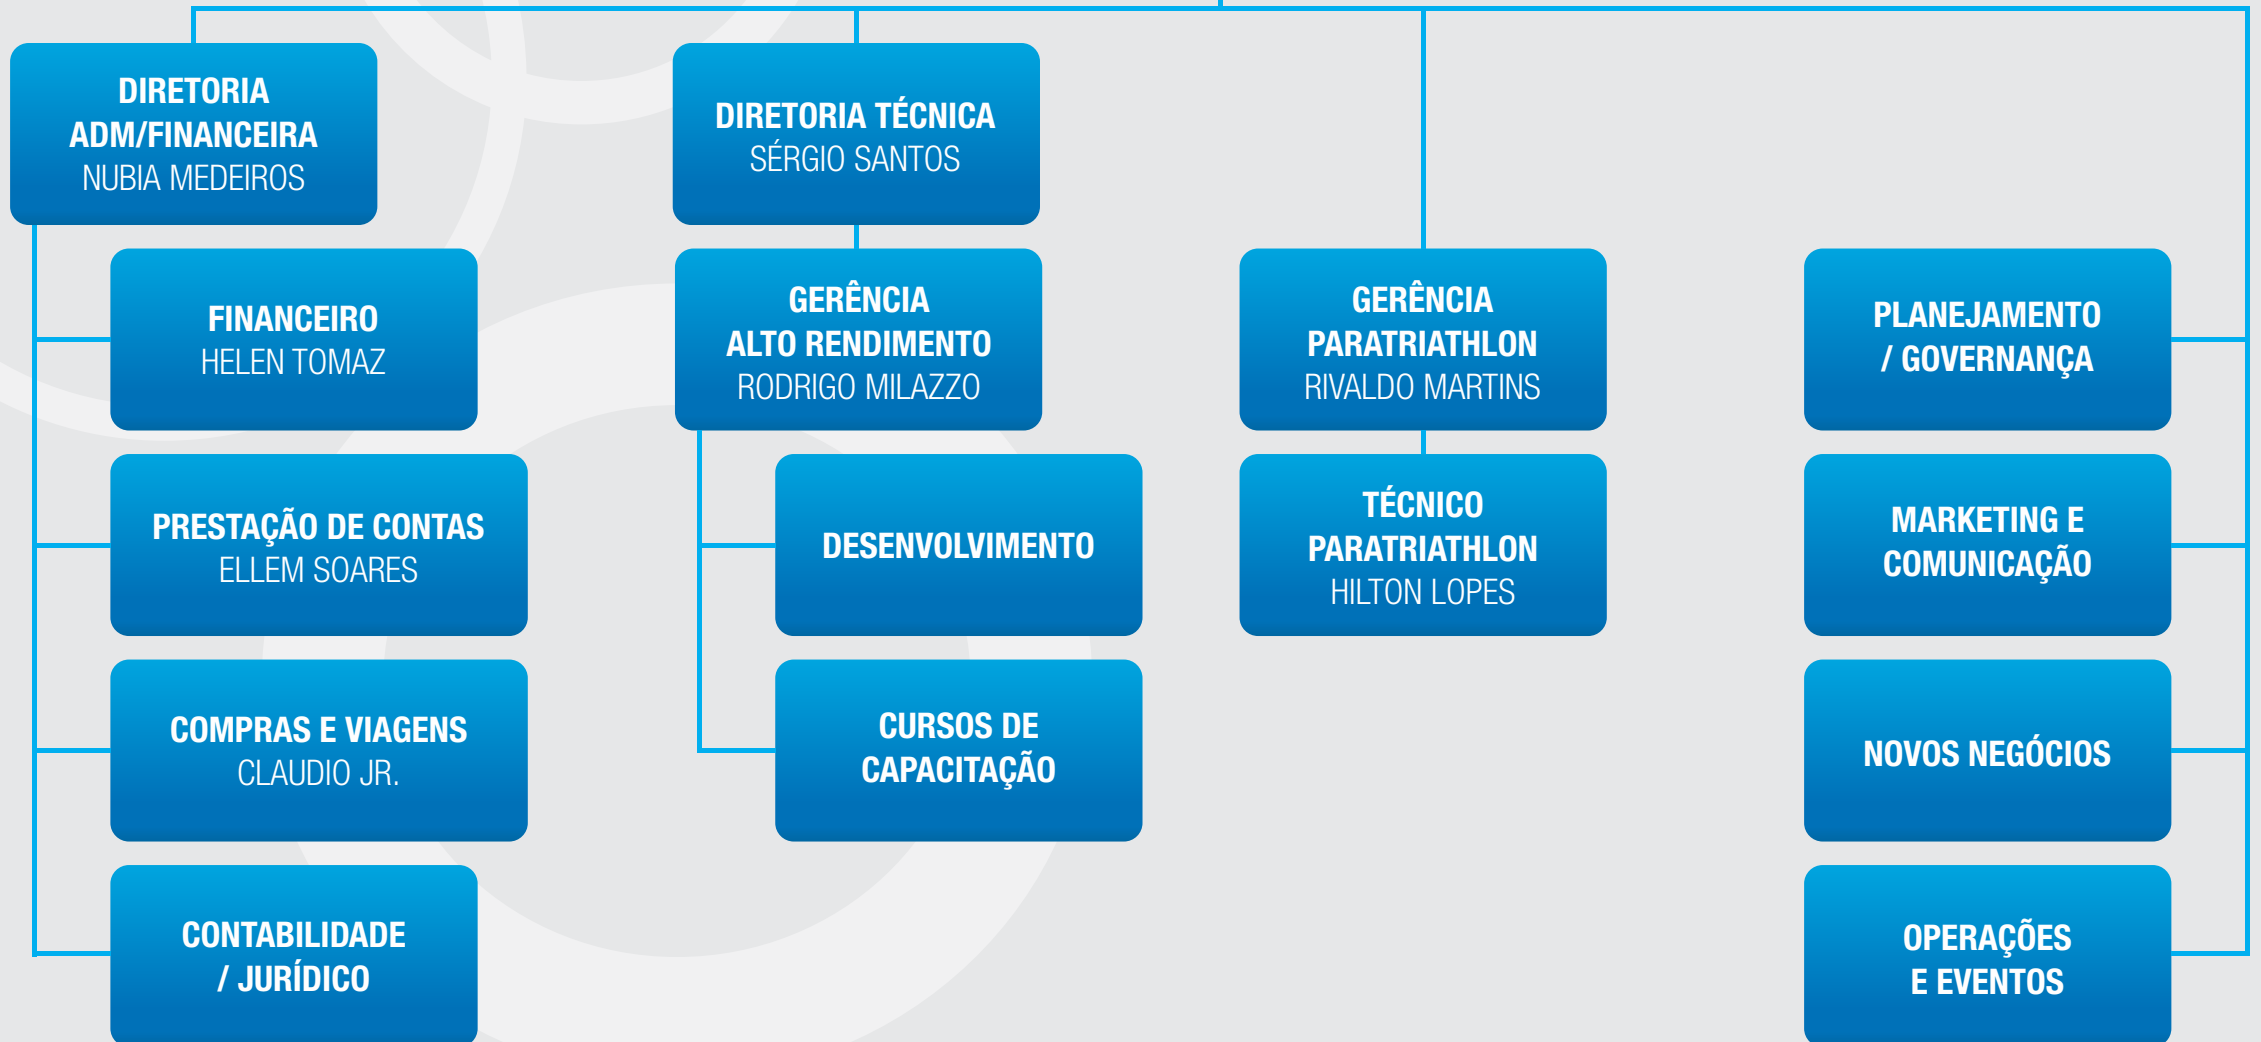 DIRETORIA
ADM/FINANCEIRA
NUBIA MEDEIROS
FINANCEIRO
HELEN TOMAZ
PRESTAÇÃO DE CONTAS
ELLEM SOARES
COMPRAS E VIAGENS
CLAUDIO JR.
CONTABILIDADE
/ JURÍDICO
DIRETORIA TÉCNICA
SÉRGIO SANTOS
GERÊNCIA
ALTO RENDIMENTO
RODRIGO MILAZZO
DESENVOLVIMENTO
CURSOS DE
CAPACITAÇÃO
GERÊNCIA
PARATRIATHLON
RIVALDO MARTINS
TÉCNICO
PARATRIATHLON
HILTON LOPES
PLANEJAMENTO
/ GOVERNANÇA
MARKETING E
COMUNICAÇÃO
NOVOS NEGÓCIOS
OPERAÇÕES
E EVENTOS